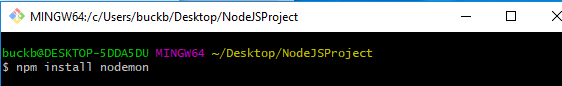 MINGW64:/c/Users/buckb/Desktop/NodeJSProject
buckb@DESKTOP-5DDA5DU MINGW64 ~/Desktop/NodeJSProject
$ npm install nodemon